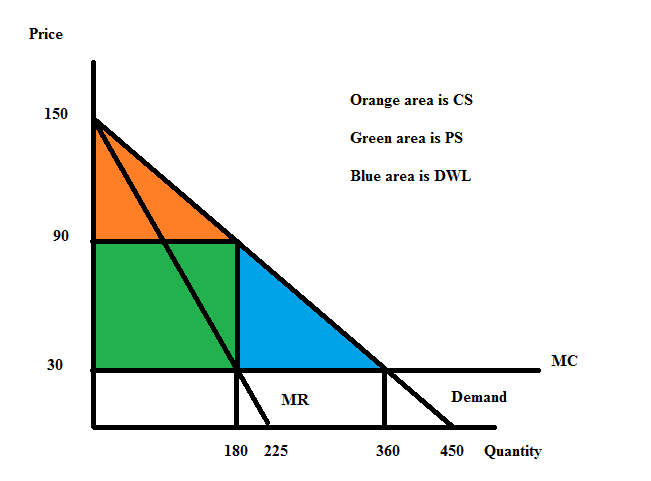 Price
150
Orange area is CS
Green area is PS
Blue area is DWL
90
30
MC
MR
Demand
180 225 360 450 Quantity